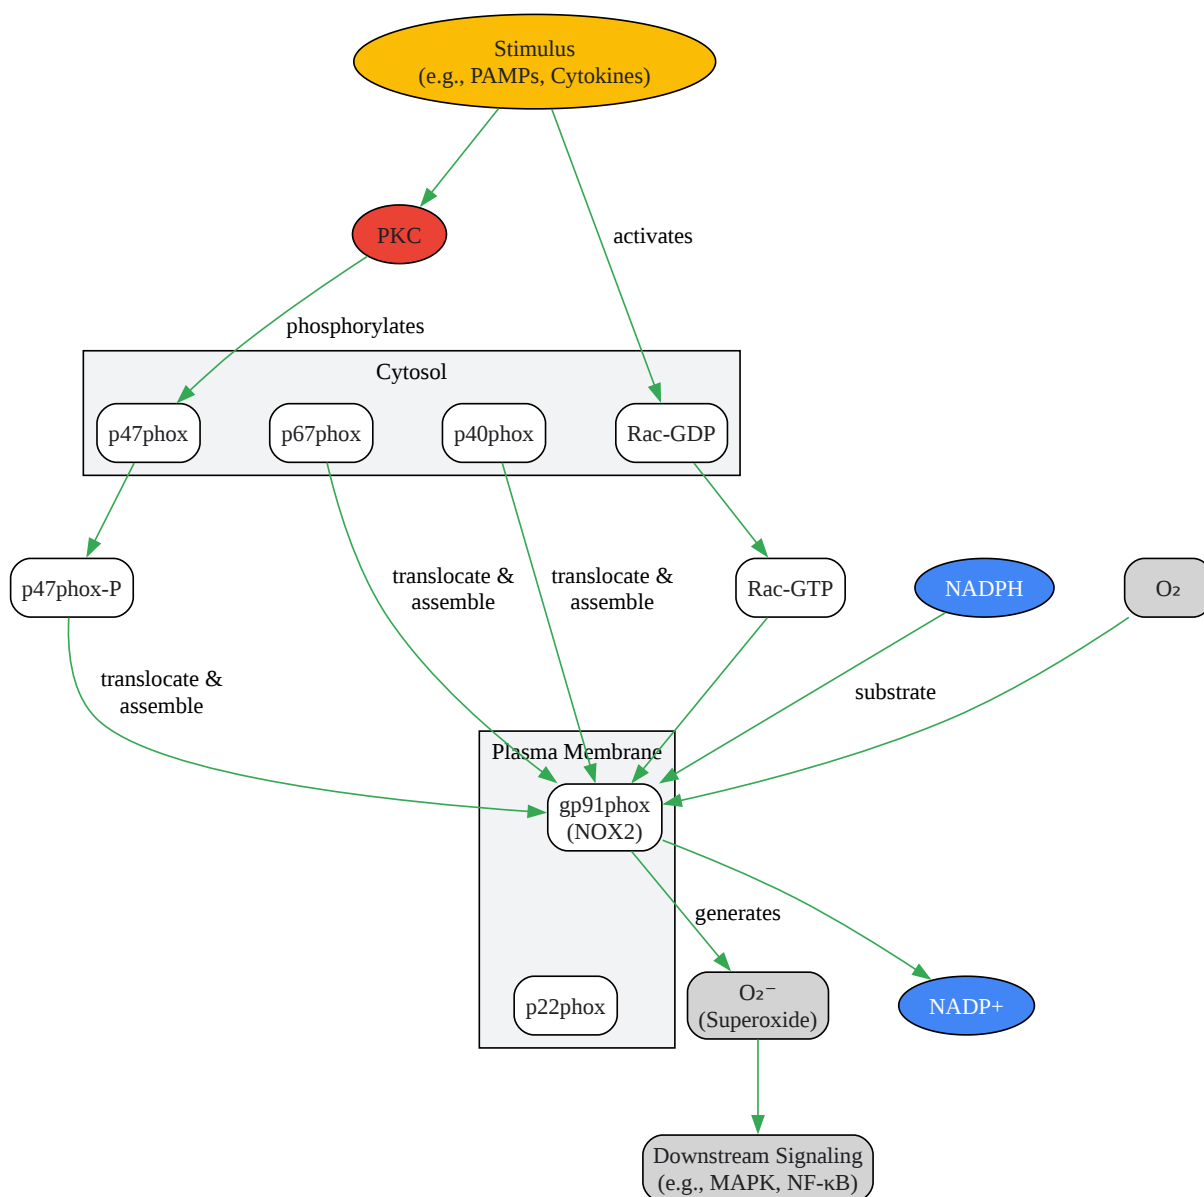 Stimulus
(e.g., PAMPs, Cytokines)
PKC
activates
phosphorylates
Cytosol
p47phox
p67phox
p40phox
Rac-GDP
p47phox-P
translocate &
assemble
translocate &
assemble
Rac-GTP
NADPH
O₂
translocate &
assemble
substrate
Plasma Membrane
gp91phox
(NOX2)
generates
p22phox
O₂⁻
(Superoxide)
NADP+
Downstream Signaling
(e.g., MAPK, NF-κB)